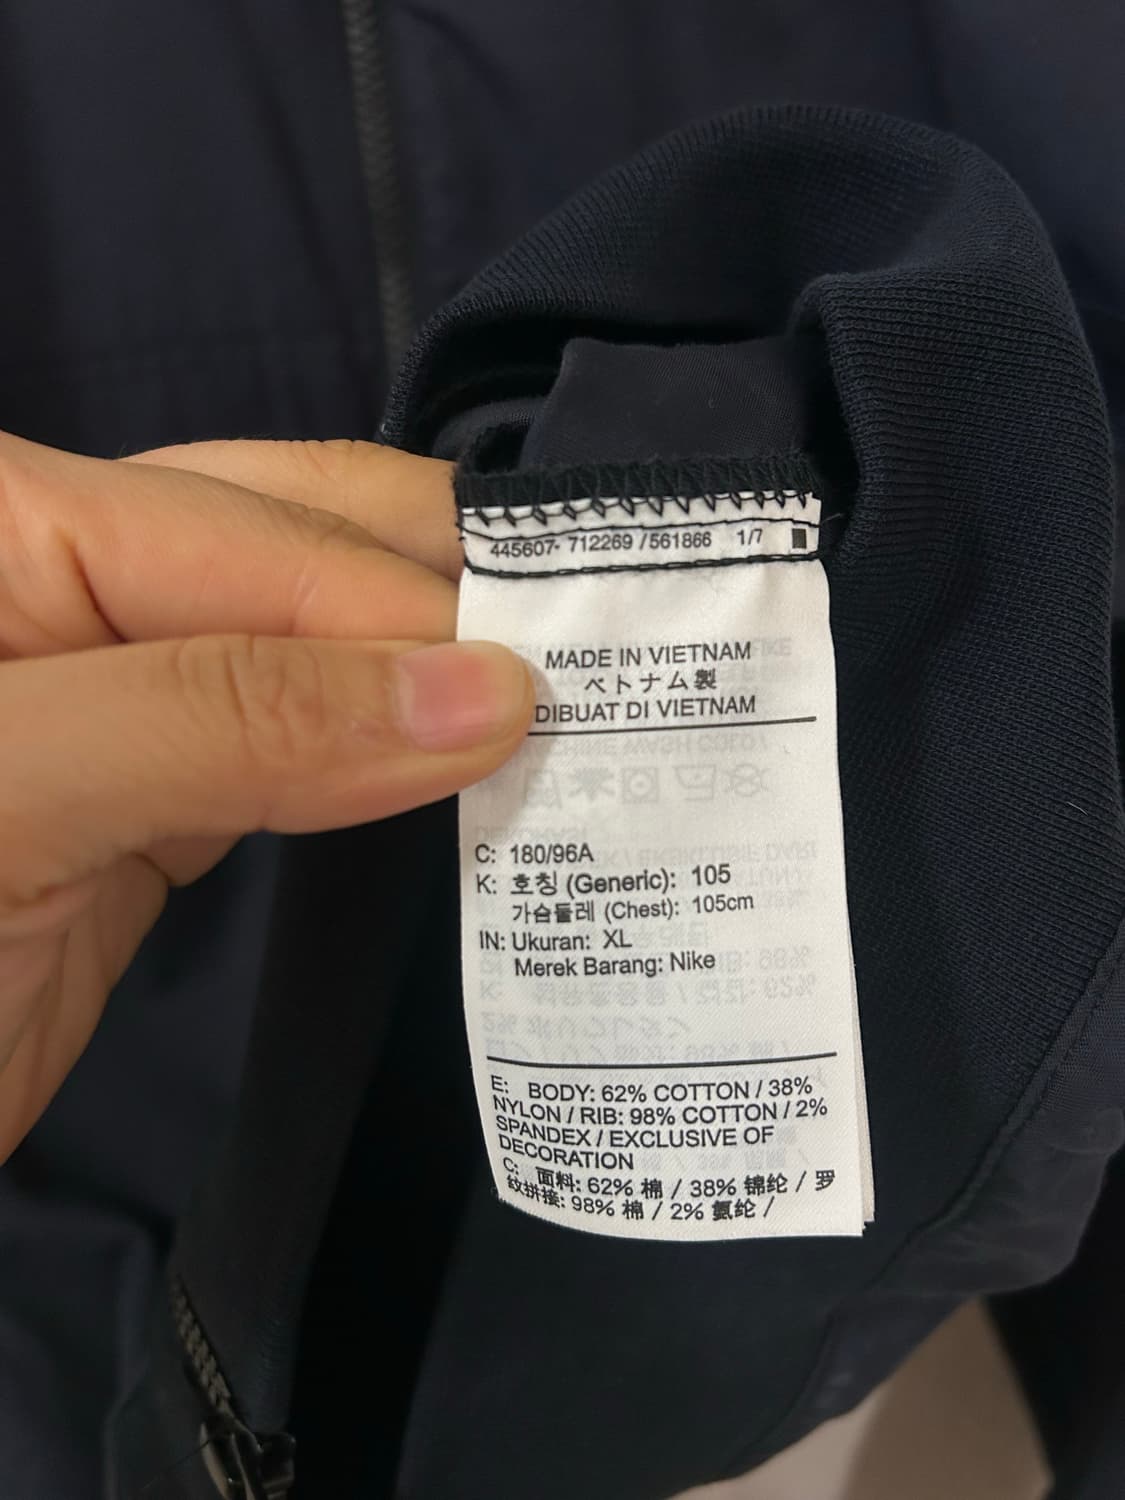 445607- 712269 /561866 1/7
MADE IN VIETNAM
ベトナム製
DIBUAT DI VIETNAM
C: 180/96A
K: 호칭 (Generic): 105
가슴둘레 (Chest): 105cm
IN: Ukuran: XL
Merek Barang: Nike
E: BODY: 62% COTTON / 38%
NYLON / RIB: 98% COTTON / 2%
SPANDEX / EXCLUSIVE OF
DECORATION
C: 面料: 62% 棉 / 38% 锦纶 / 罗
纹拼接: 98% 棉 / 2% 氨纶 /